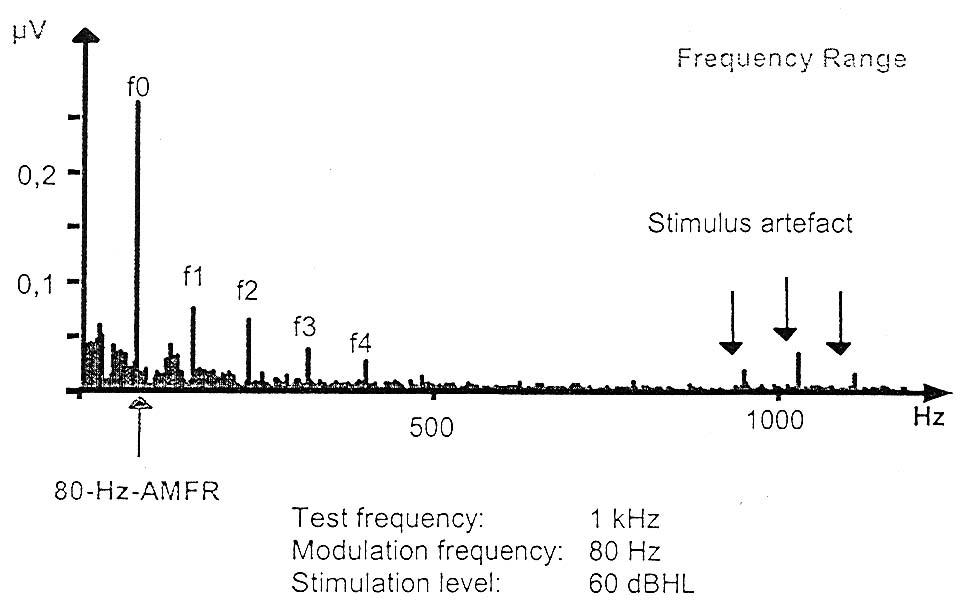 µV
Frequency Range
f0
0,2
Stimulus artefact
0,1
f1
f2
f3
f4
500
1000
Hz
80-Hz-AMFR
Test frequency: 1 kHz
Modulation frequency: 80 Hz
Stimulation level: 60 dBHL